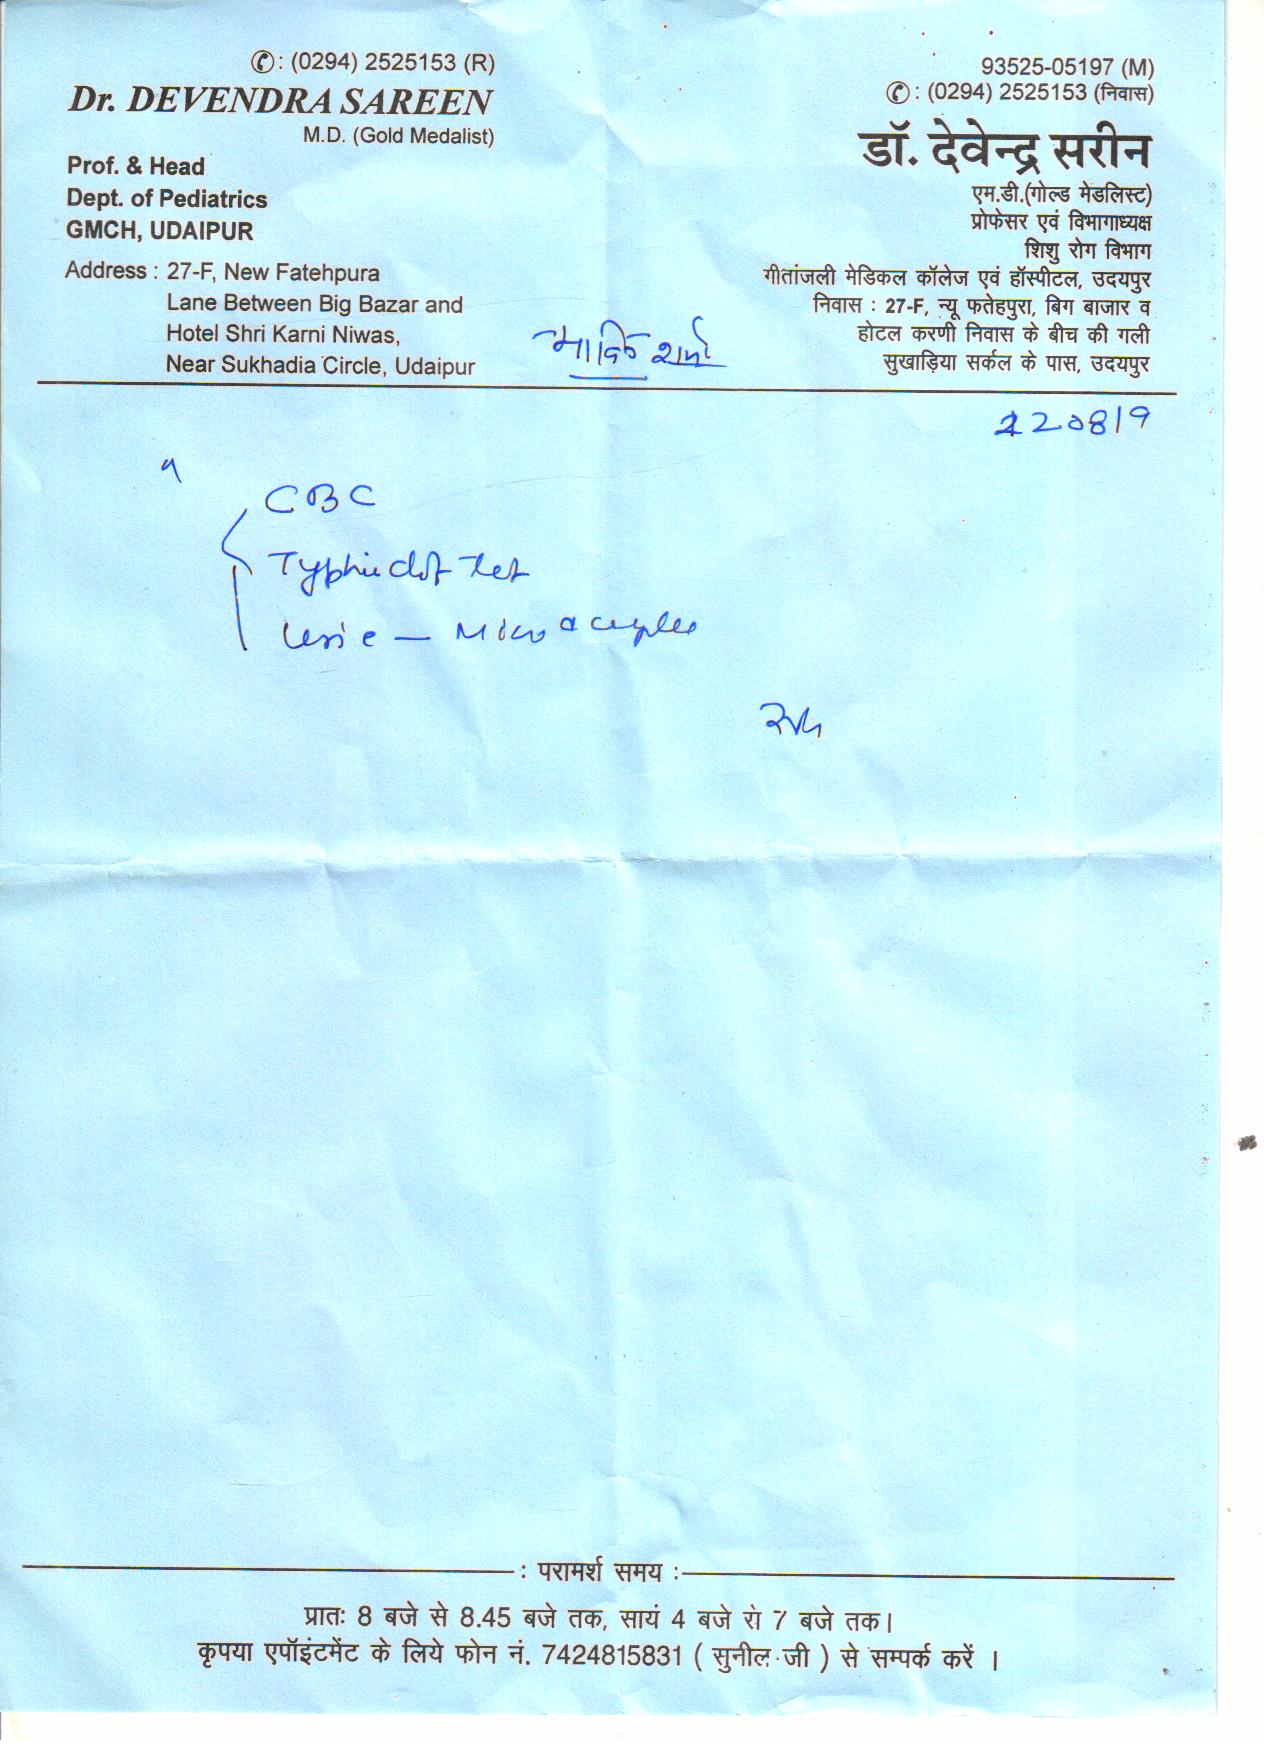 ✆: (0294) 2525153 (R)
Dr. DEVENDRA SAREEN
M.D. (Gold Medalist)
Prof. & Head
Dept. of Pediatrics
GMCH, UDAIPUR
Address : 27-F, New Fatehpura
Lane Between Big Bazar and
Hotel Shri Karni Niwas,
Near Sukhadia Circle, Udaipur
93525-05197 (M)
✆: (0294) 2525153 (निवास)
डॉ. देवेन्द्र सरीन
एम.डी.(गोल्ड मेडलिस्ट)
प्रोफेसर एवं विभागाध्यक्ष
शिशु रोग विभाग
गीतांजली मेडिकल कॉलेज एवं हॉस्पीटल, उदयपुर
निवास : 27-F, न्यू फतेहपुरा, बिग बाजार व
होटल करणी निवास के बीच की गली
सुखाड़िया सर्कल के पास, उदयपुर
शर्मा
CBC
Typhidot test
: परामर्श समय :
प्रातः 8 बजे से 8.45 बजे तक, सायं 4 बजे से 7 बजे तक।
कृपया एपॉइंटमेंट के लिये फोन नं. 7424815831 ( सुनील जी ) से सम्पर्क करें ।